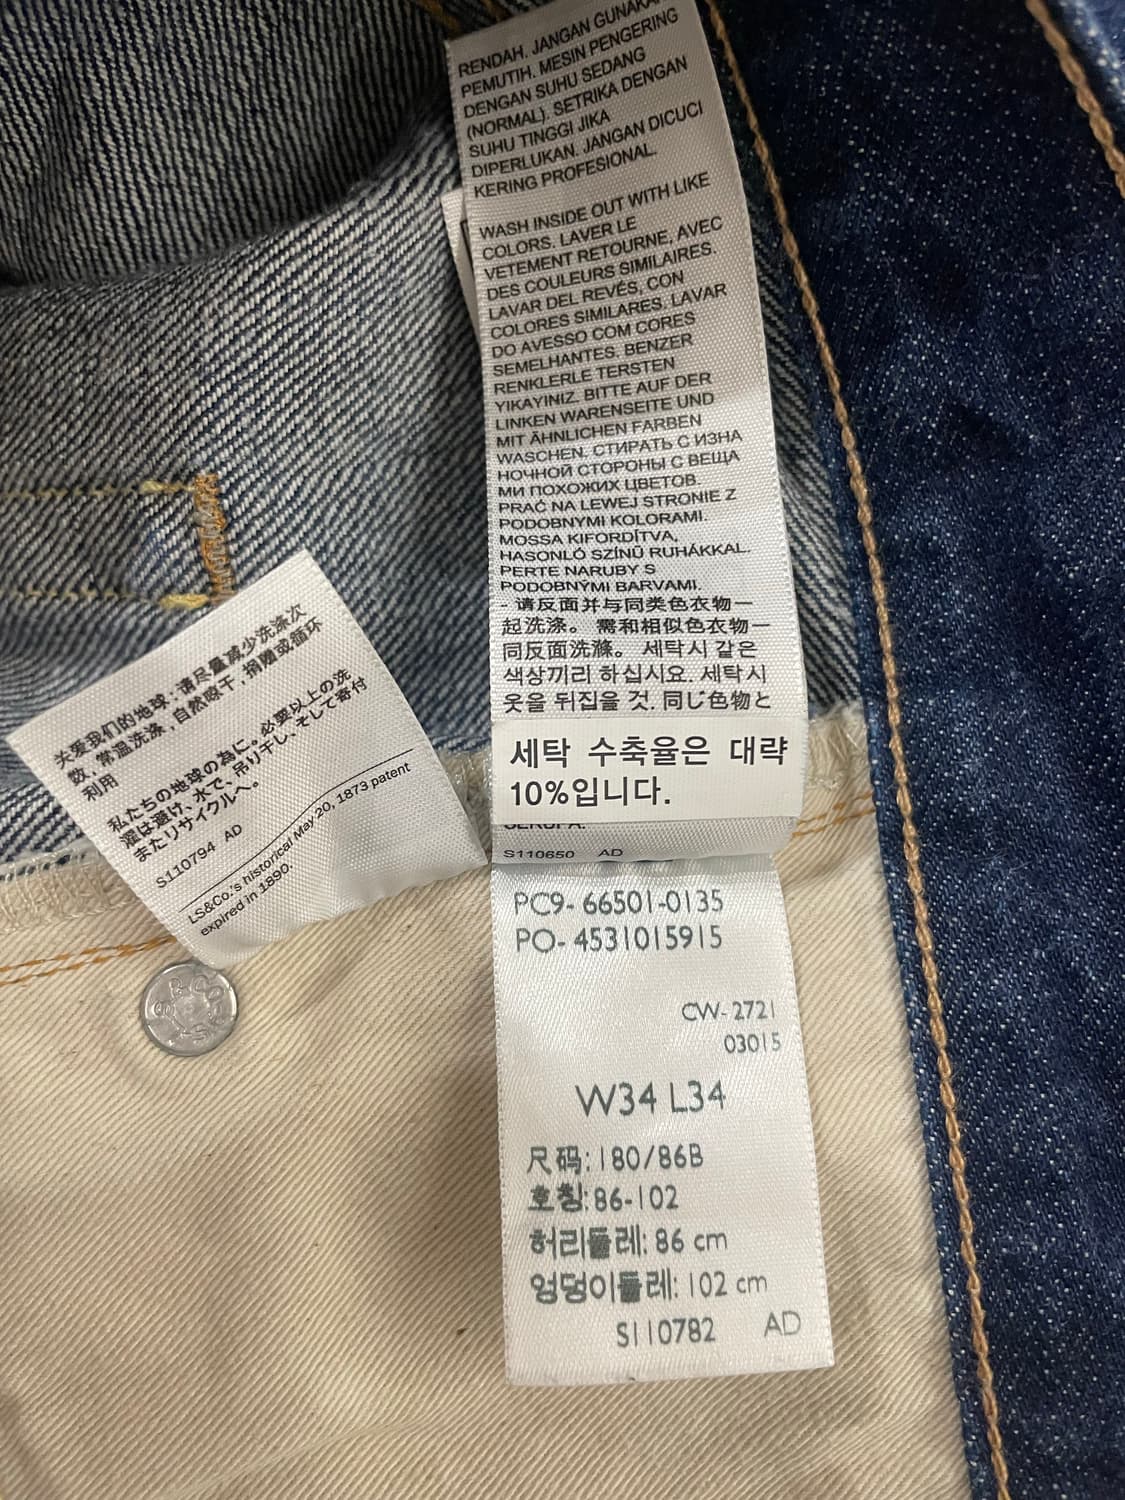 RENDAH. JANGAN GUNAKAN
PEMUTIH. MESIN PENGERING
DENGAN SUHU SEDANG
(NORMAL). SETRIKA DENGAN
SUHU TINGGI JIKA
DIPERLUKAN. JANGAN DICUCI
KERING PROFESIONAL.
WASH INSIDE OUT WITH LIKE
COLORS. LAVER LE
VETEMENT RETOURNE, AVEC
DES COULEURS SIMILAIRES.
LAVAR DEL REVÉS, CON
COLORES SIMILARES. LAVAR
DO AVESSO COM CORES
SEMELHANTES. BENZER
RENKLERLE TERSTEN
YIKAYINIZ. BITTE AUF DER
LINKEN WARENSEITE UND
MIT ÄHNLICHEN FARBEN
WASCHEN. СТИРАТЬ С ИЗНА
НОЧНОЙ СТОРОНЫ С ВЕЩА
МИ ПОХОЖИХ ЦВЕТОВ.
PRAĆ NA LEWEJ STRONIE Z
PODOBNYMI KOLORAMI.
MOSSA KIFORDÍTVA,
HASONLÓ SZÍNŰ RUHÁKKAL.
PERTE NARUBY S
PODOBNÝMI BARVAMI.
- 请反面并与同类色衣物一
起洗涤。 需和相似色衣物一
同反面洗滌。 세탁시 같은
색상끼리 하십시요. 세탁시
옷을 뒤집을 것. 同じ色物と
세탁 수축율은 대략
10%입니다.
S110650 AD
关爱我们的地球：请尽量减少洗涤次
数，常温洗涤，自然晾干，捐赠或循环
利用
私たちの地球の為に、必要以上の洗
濯は避け、水で、吊り干し、そして寄付
またリサイクルへ。
S110794 AD
LS&Co.'s historical May 20, 1873 patent
expired in 1890.
PC9- 66501-0135
PO- 4531015915
CW- 2721
03015
W34 L34
尺码: 180/86B
호칭: 86-102
허리둘레: 86 cm
엉덩이둘레: 102 cm
S110782 AD